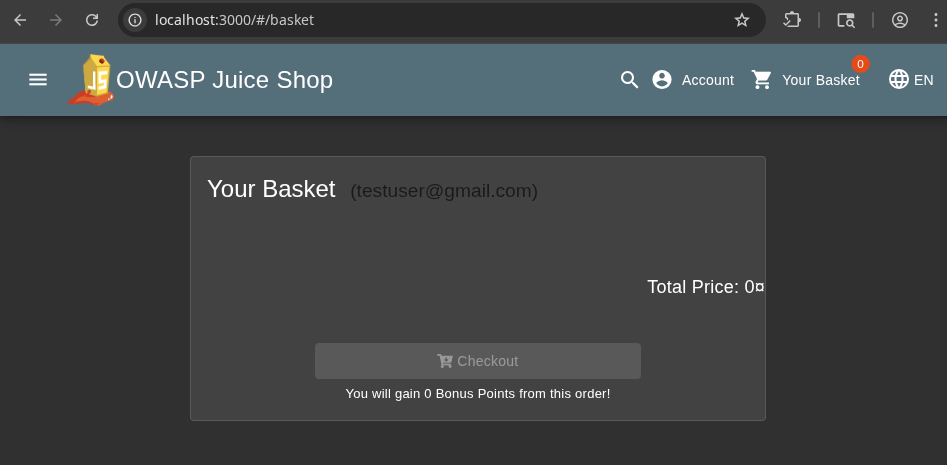 localhost:3000/#/basket
JS OWASP Juice Shop Account Your Basket 0 EN
Your Basket (testuser@gmail.com)
Total Price: 0¤
Checkout
You will gain 0 Bonus Points from this order!